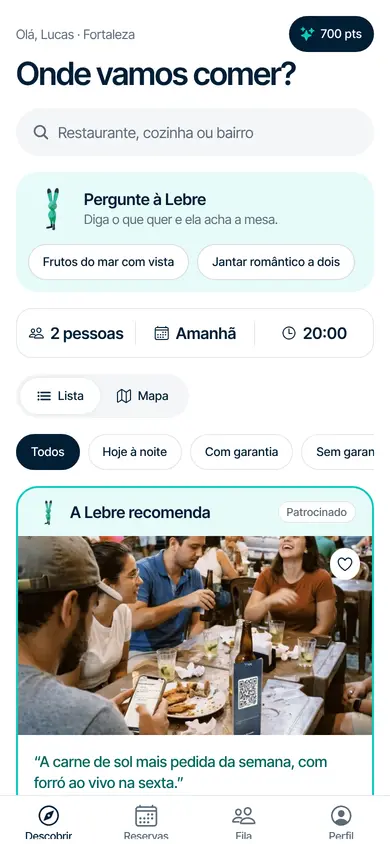 Olá, Lucas · Fortaleza
700 pts
Onde vamos comer?
Restaurante, cozinha ou bairro
Pergunte à Lebre
Diga o que quer e ela acha a mesa.
Frutos do mar com vista
Jantar romântico a dois
2 pessoas
Amanhã
20:00
Lista
Mapa
Todos
Hoje à noite
Com garantia
Sem garan
A Lebre recomenda
Patrocinado
“A carne de sol mais pedida da semana, com
forró ao vivo na sexta.”
Descobrir
Reservas
Fila
Perfil